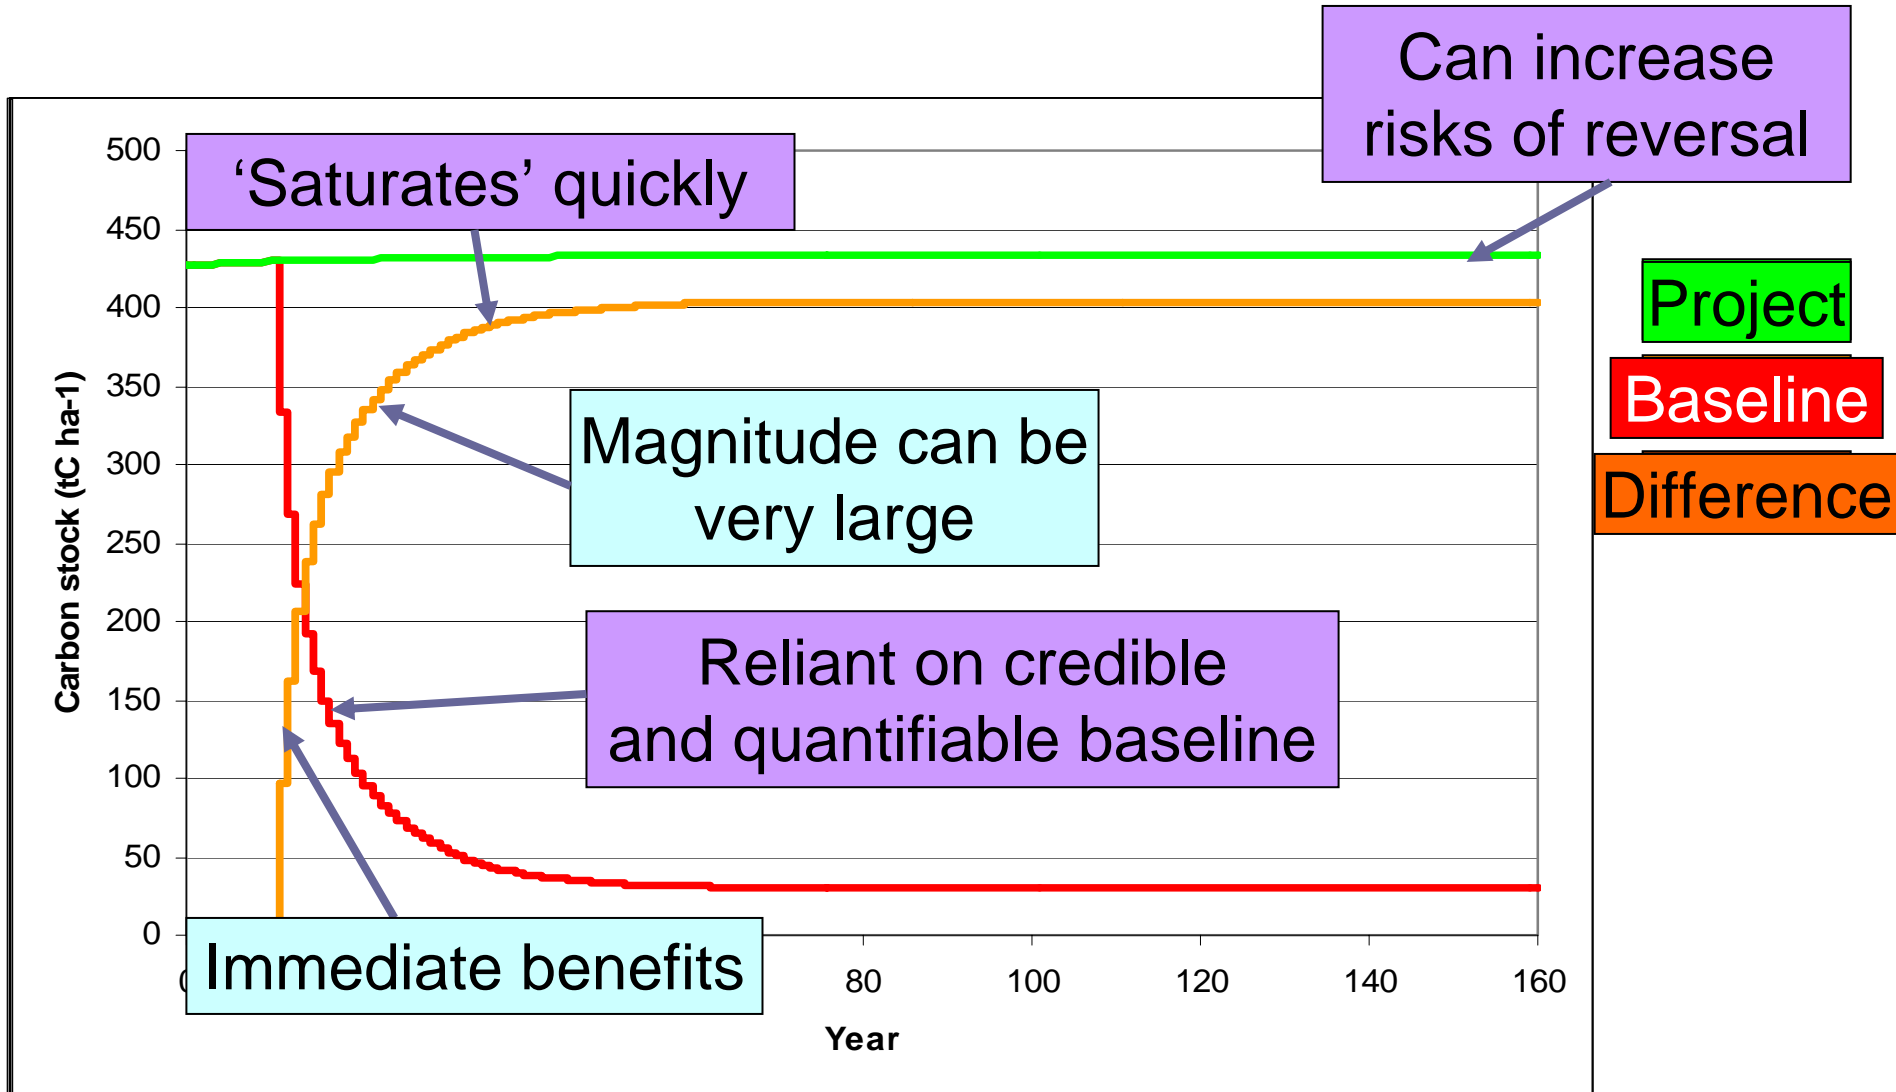 Can increase
risks of reversal
‘Saturates’ quickly
500
450
400
350
300
250
200
150
100
50
0
Carbon stock (tC ha-1)
Magnitude can be
very large
Reliant on credible
and quantifiable baseline
Immediate benefits
80
100
120
140
160
Year
Project
Baseline
Difference